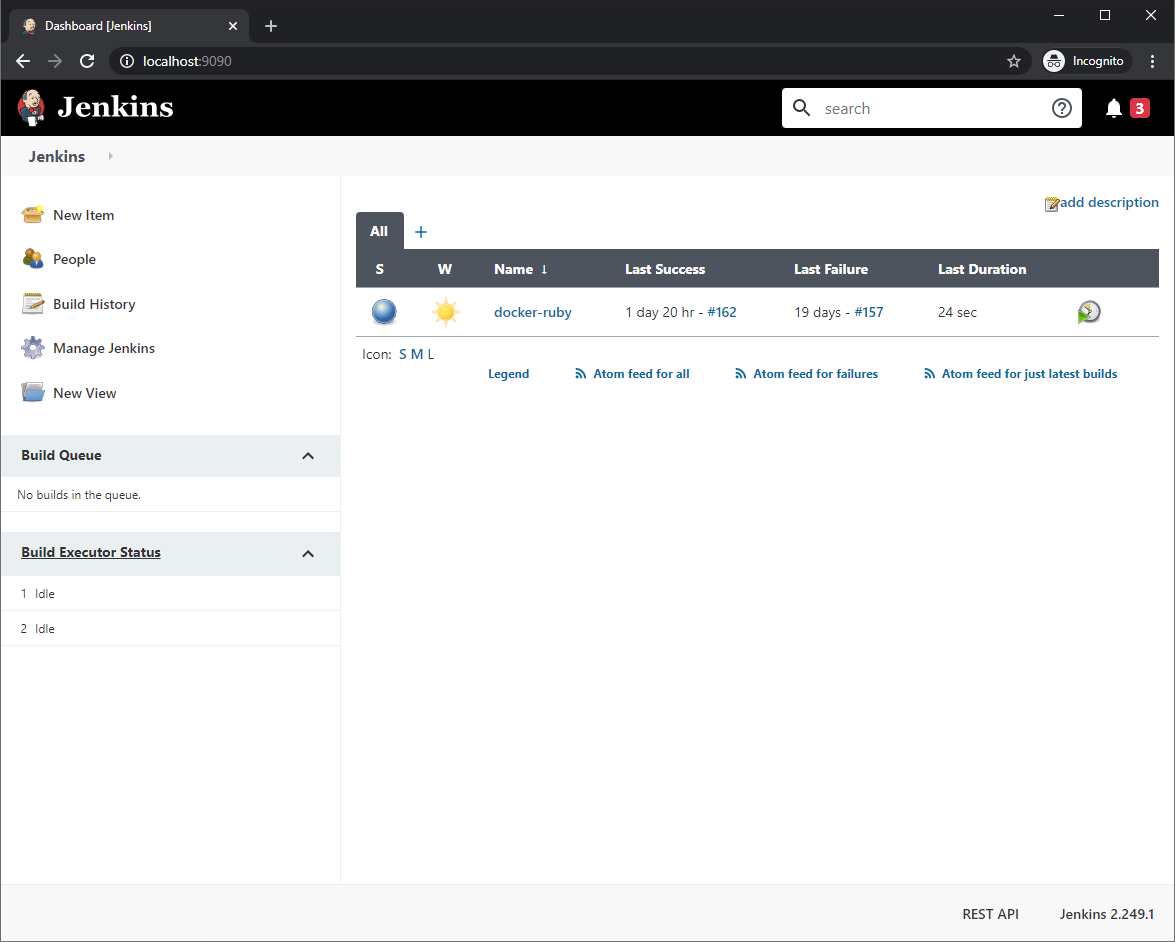 Dashboard [Jenkins]
localhost:9090
Incognito
Jenkins
search
3
Jenkins
New Item
People
Build History
Manage Jenkins
New View
Build Queue
No builds in the queue.
Build Executor Status
1 Idle
2 Idle
add description
All +
S W Name ↓ Last Success Last Failure Last Duration
docker-ruby 1 day 20 hr - #162 19 days - #157 24 sec
Icon: S M L
Legend Atom feed for all Atom feed for failures Atom feed for just latest builds
REST API Jenkins 2.249.1